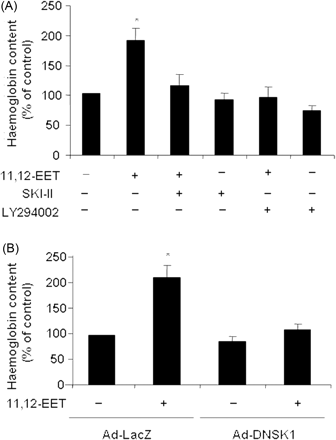 (A)
Haemoglobin content
(% of control)
250
200
150
100
50
0
11,12-EET – + + – + –
SKI-II – – + + – –
LY294002 – – – – + +
(B)
Haemoglobin content
(% of control)
250
200
150
100
50
0
11,12-EET – + – +
Ad-LacZ Ad-DNSK1